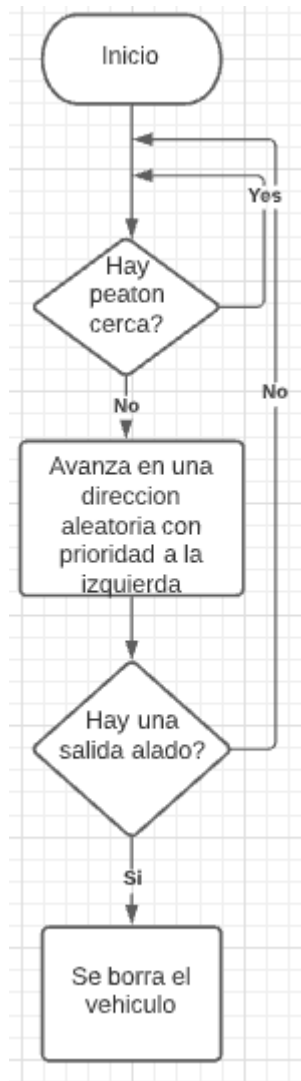 Inicio
Yes
Hay
peaton
cerca?
No
No
Avanza en una
direccion
aleatoria con
prioridad a la
izquierda
Hay una
salida alado?
Si
Se borra el
vehiculo